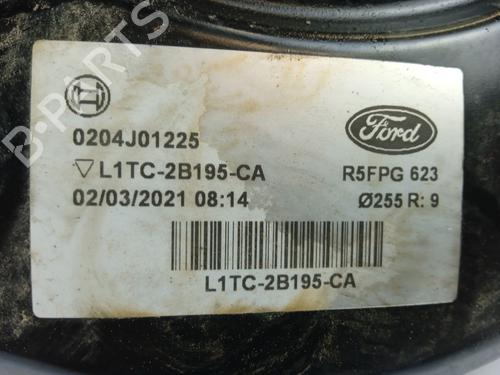 B-PARTS
Ford
0204J01225
▽L1TC-2B195-CA R5FPG 623
02/03/2021 08:14 Ø255 R: 9
L1TC-2B195-CA